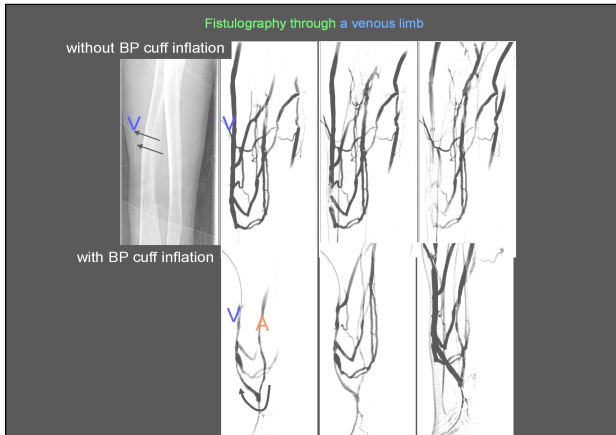 Fistulography through a venous limb
without BP cuff inflation
V
V
with BP cuff inflation
V
A